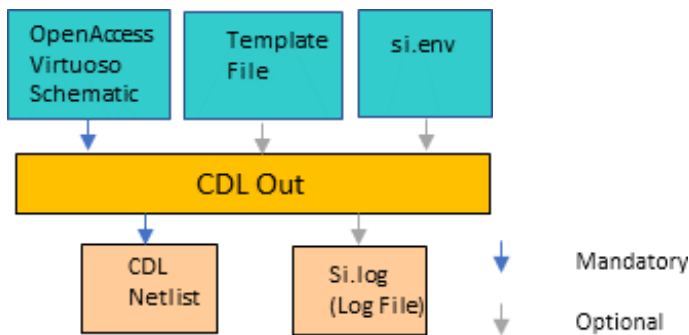 OpenAccess
Virtuoso
Schematic
Template
File
si.env
CDL Out
CDL
Netlist
Si.log
(Log File)
Mandatory
Optional